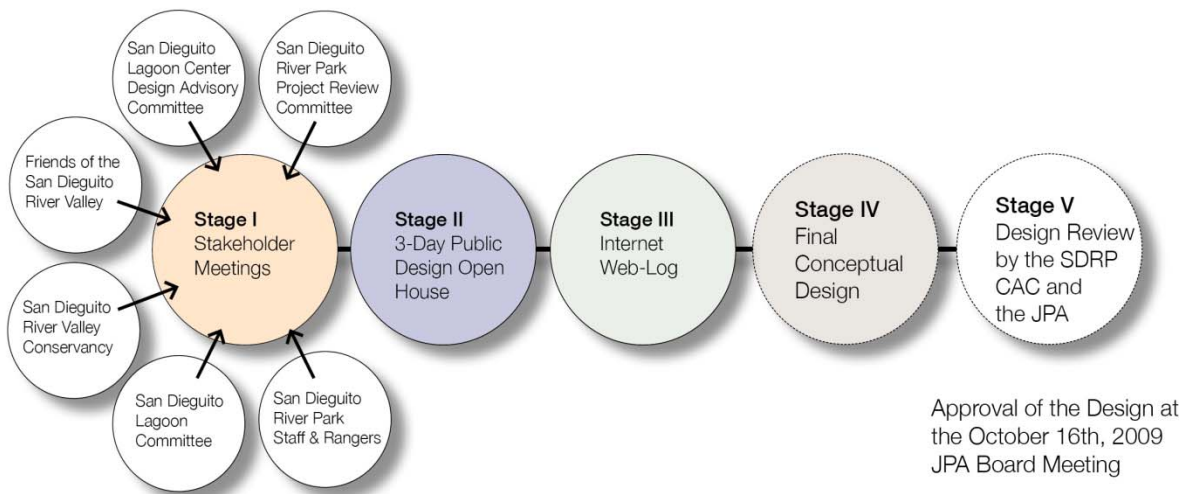 San Dieguito
Lagoon Center
Design Advisory
Committee
San Dieguito
River Park
Project Review
Committee
Friends of the
San Dieguito
River Valley
San Dieguito
River Valley
Conservancy
San Dieguito
Lagoon
Committee
San Dieguito
River Park
Staff & Rangers
Stage I
Stakeholder
Meetings
Stage II
3-Day Public
Design Open
House
Stage III
Internet
Web-Log
Stage IV
Final
Conceptual
Design
Stage V
Design Review
by the SDRP
CAC and
the JPA
Approval of the Design at
the October 16th, 2009
JPA Board Meeting